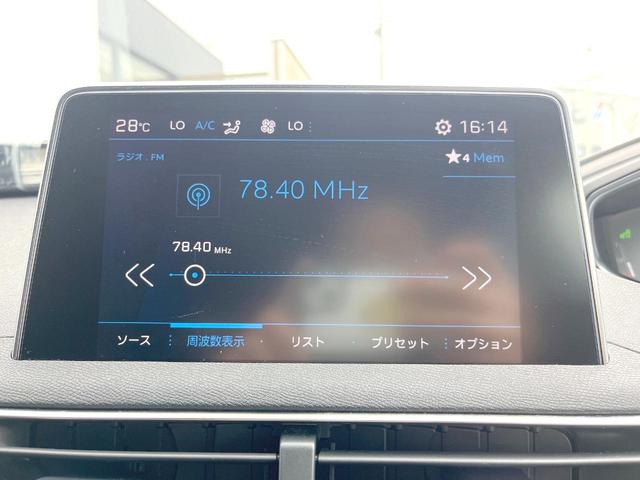 28°C LO A/C LO 16:14
ラジオ . FM 4 Mem
78.40 MHz
78.40 MHz
ソース 周波数表示 リスト プリセット オプション